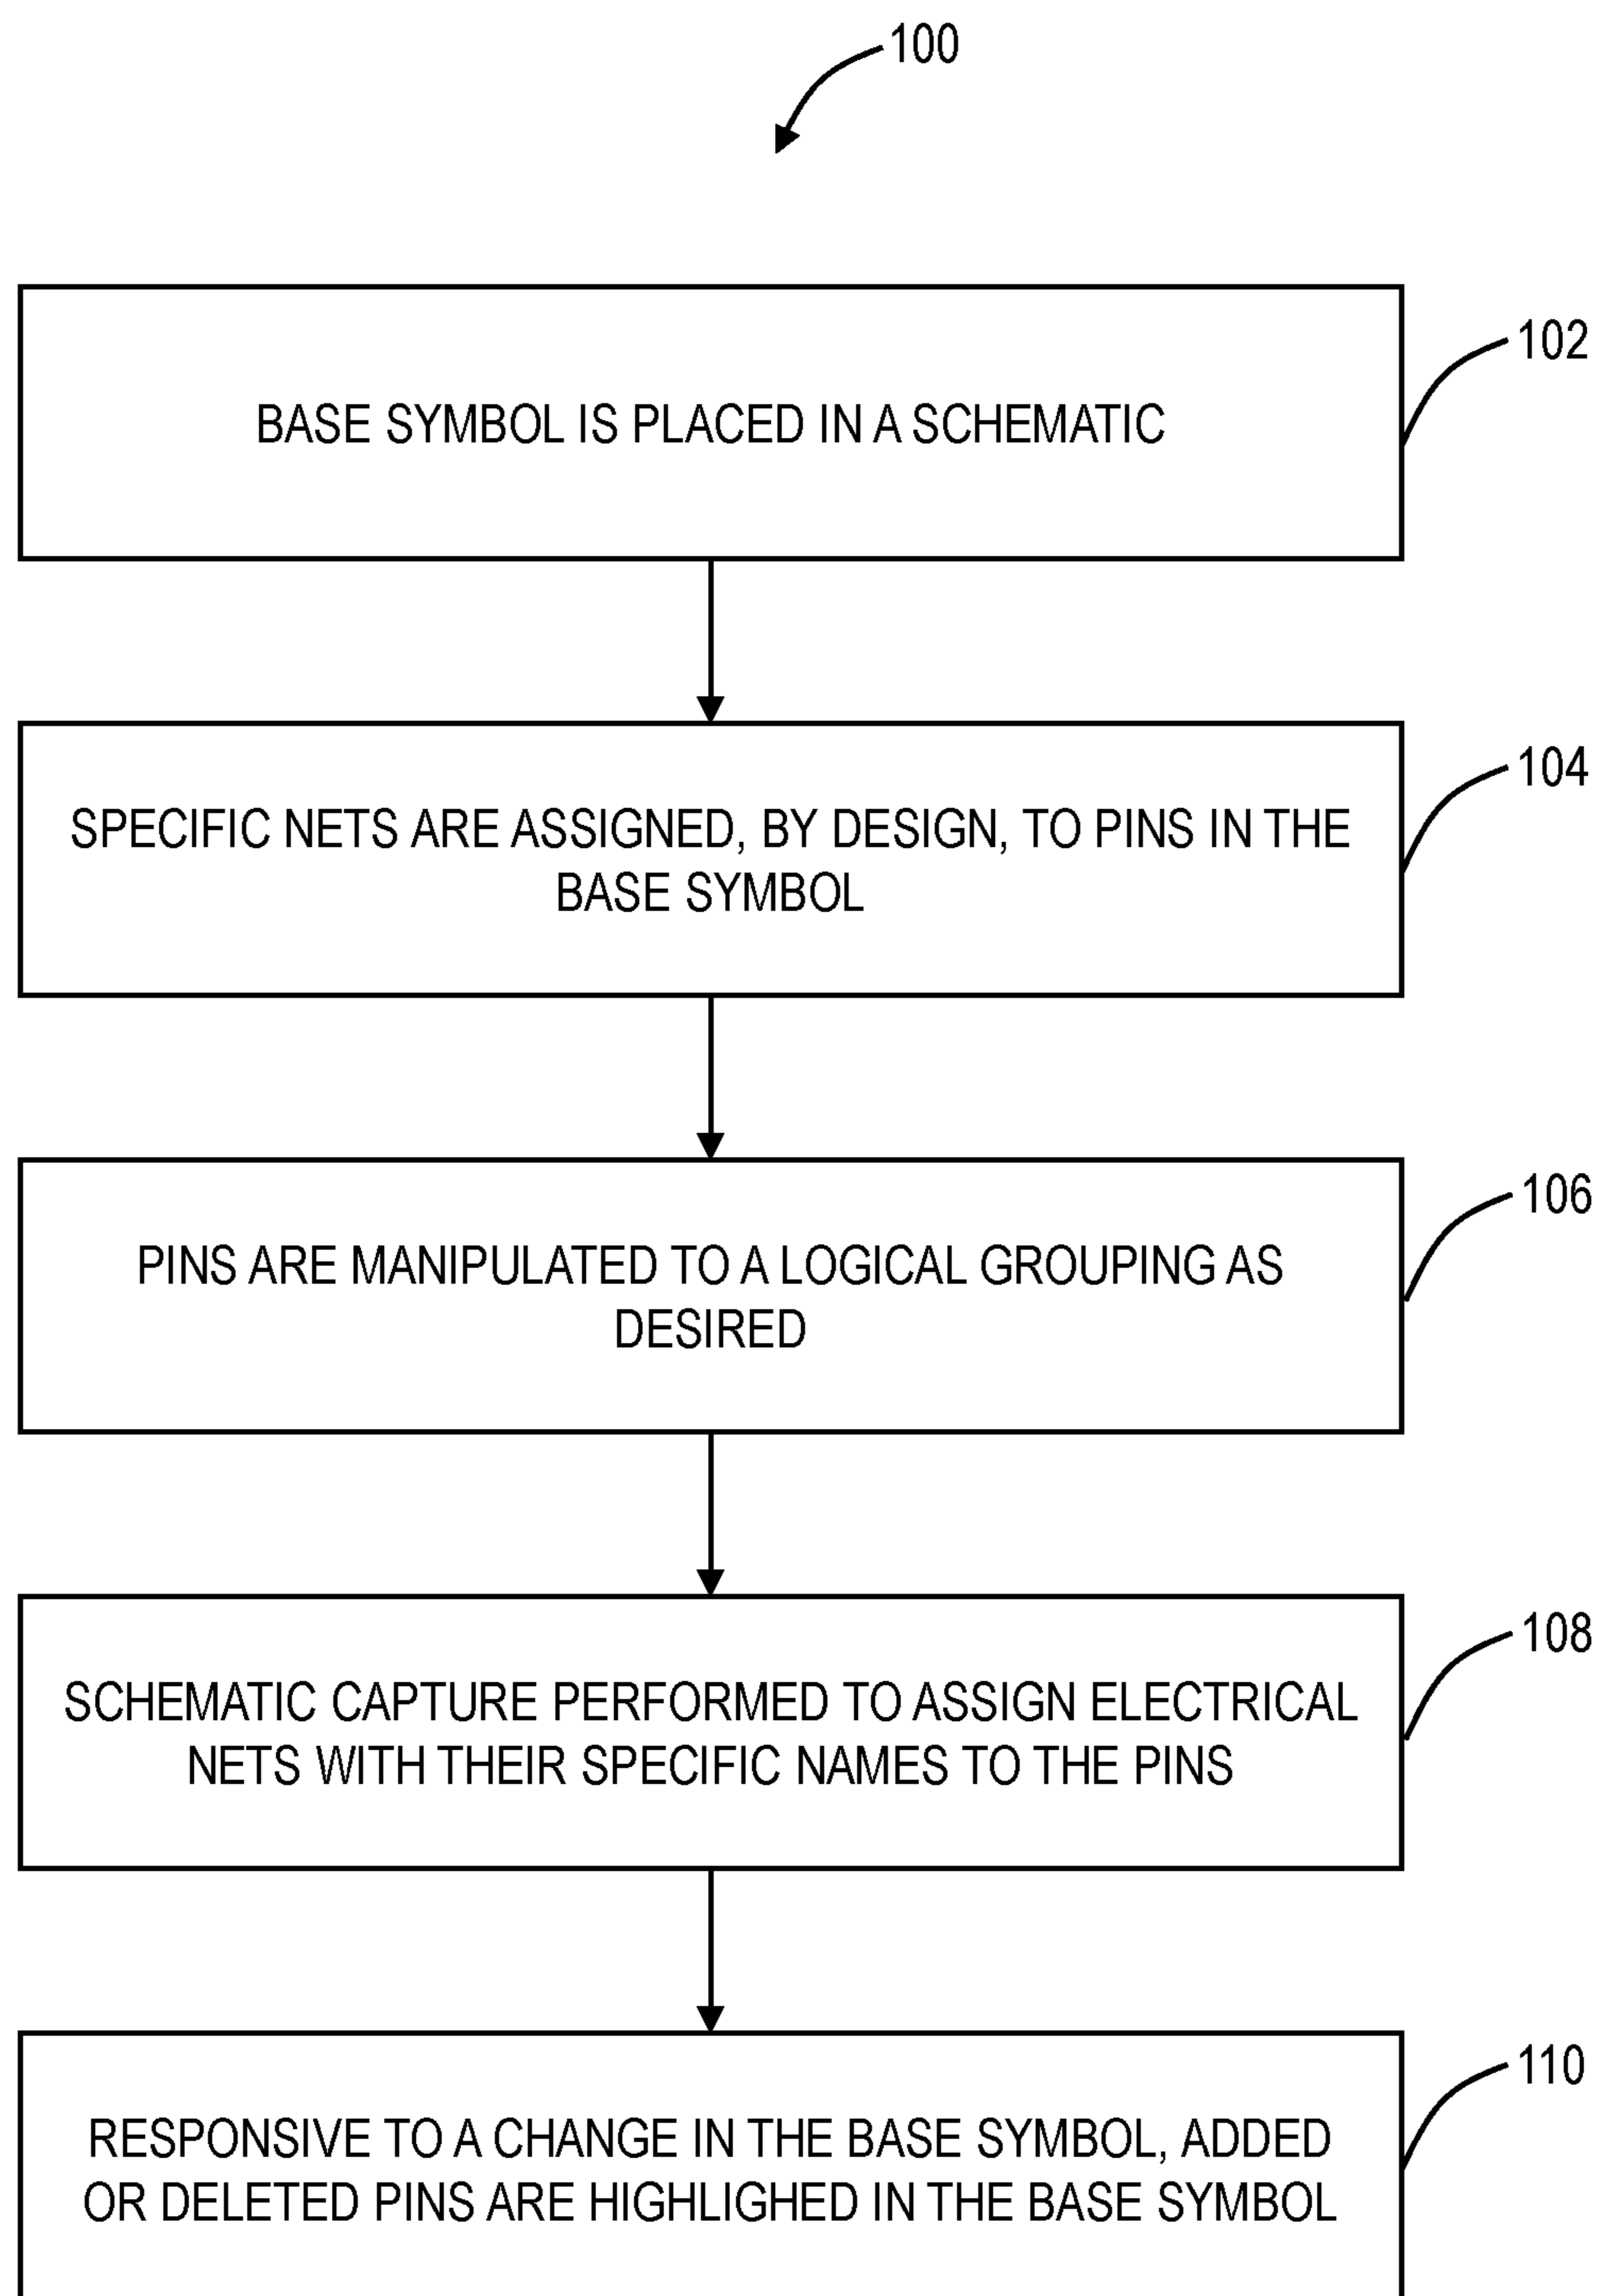 100
BASE SYMBOL IS PLACED IN A SCHEMATIC
102
SPECIFIC NETS ARE ASSIGNED, BY DESIGN, TO PINS IN THE
BASE SYMBOL
104
PINS ARE MANIPULATED TO A LOGICAL GROUPING AS
DESIRED
106
SCHEMATIC CAPTURE PERFORMED TO ASSIGN ELECTRICAL
NETS WITH THEIR SPECIFIC NAMES TO THE PINS
108
RESPONSIVE TO A CHANGE IN THE BASE SYMBOL, ADDED
OR DELETED PINS ARE HIGHLIGHED IN THE BASE SYMBOL
110